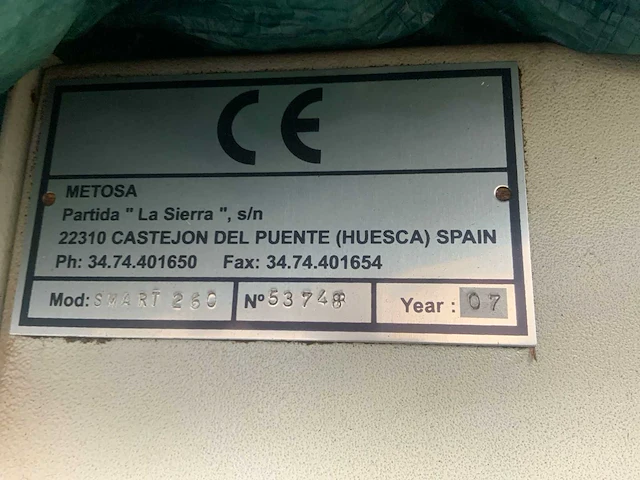 CE
METOSA
Partida " La Sierra ", s/n
22310 CASTEJON DEL PUENTE (HUESCA) SPAIN
Ph: 34.74.401650 Fax: 34.74.401654
Mod: SMART 260 Nº 53748 Year : 07